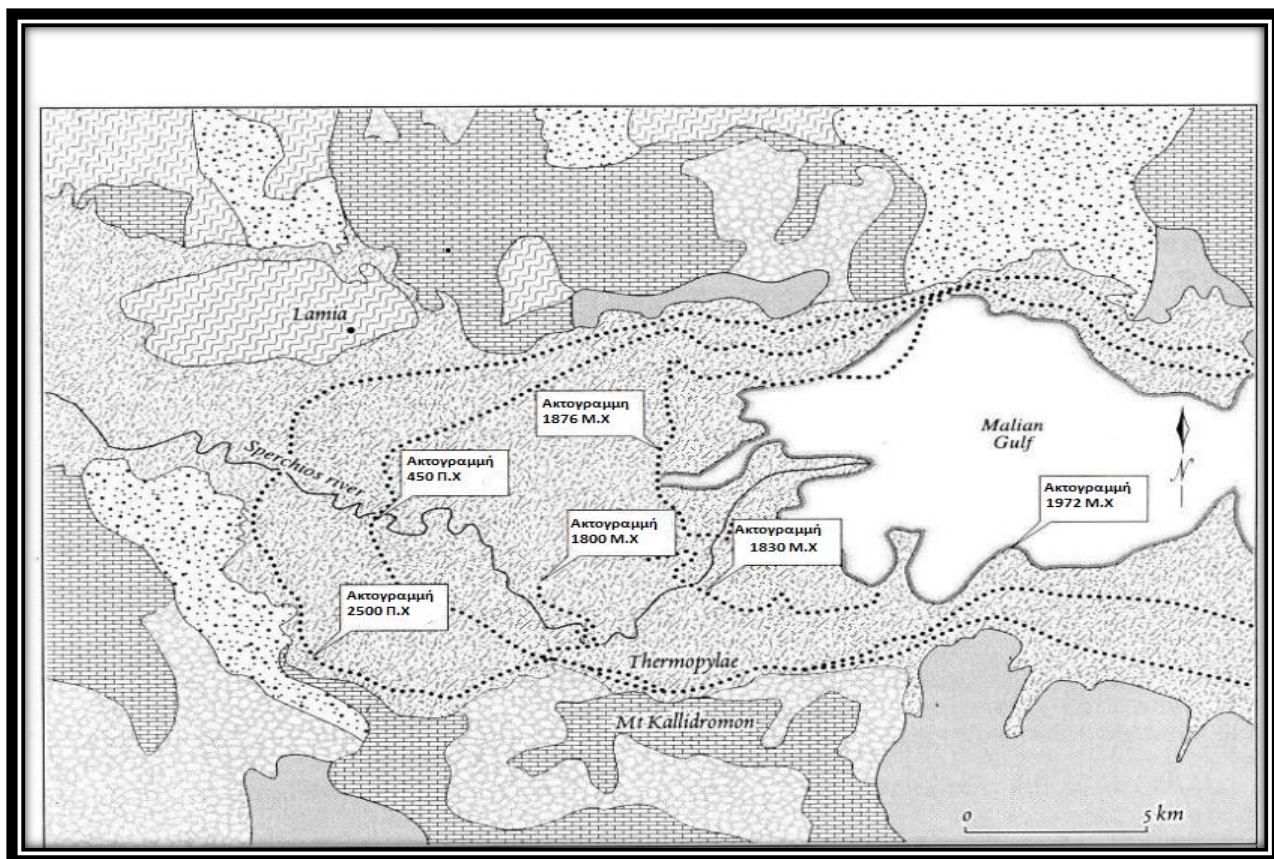 Lamia
Ακτογραμμη
1876 Μ.Χ
Malian
Gulf
N
Sperchios river
Ακτογραμμή
450 Π.Χ
Ακτογραμμή
1972 Μ.Χ
Ακτογραμμή
1800 Μ.Χ
Ακτογραμμή
1830 Μ.Χ
Ακτογραμμή
2500 Π.Χ
Thermopylae
Mt Kallidromon
0 5 km